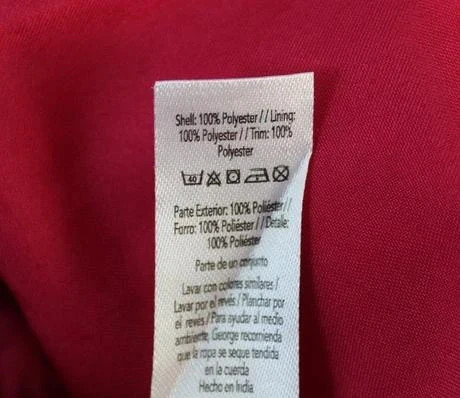 Shell: 100% Polyester / / Lining:
100% Polyester / / Trim: 100%
Polyester
40
Parte Exterior: 100% Poliéster/ /
Forro: 100% Poliéster / / Detalle:
100% Poliéster
Parte de un conjunto
Lavar con colores similares /
Lavar por el revés / Planchar por
el revés / Para ayudar al medio
ambiente, George recomienda
que la ropa se seque tendida
en la cuerda
Hecho en India